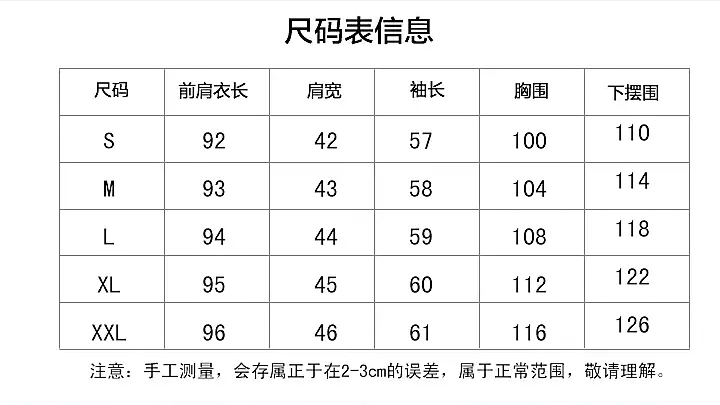 尺码表信息
尺码 前肩衣长 肩宽 袖长 胸围 下摆围
S 92 42 57 100 110
M 93 43 58 104 114
L 94 44 59 108 118
XL 95 45 60 112 122
XXL 96 46 61 116 126
注意：手工测量，会存属正于在2-3cm的误差，属于正常范围，敬请理解。